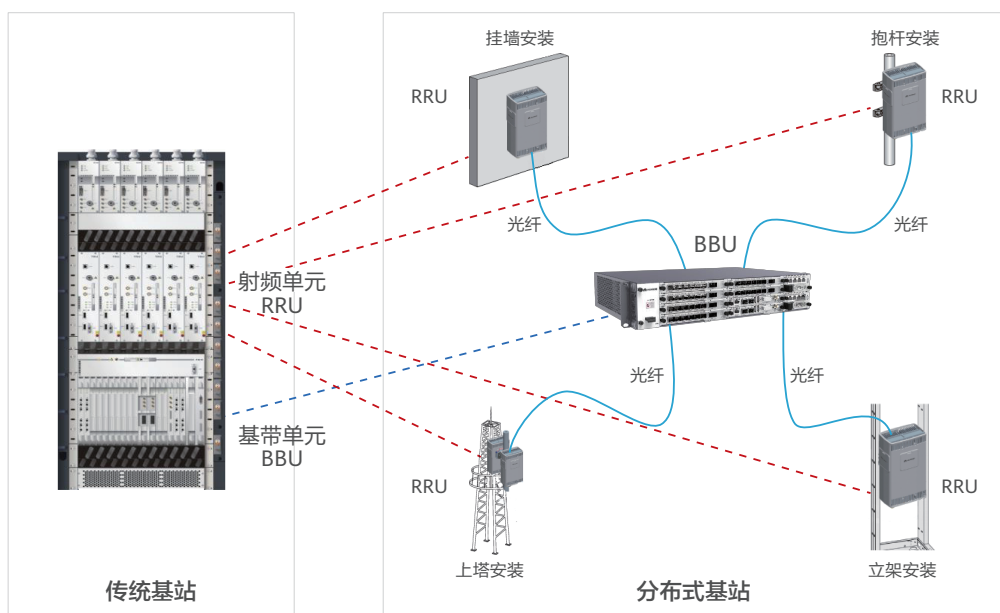 挂墙安装
抱杆安装
RRU
RRU
光纤
光纤
BBU
射频单元
RRU
光纤
光纤
基带单元
BBU
RRU
RRU
上塔安装
立架安装
传统基站
分布式基站